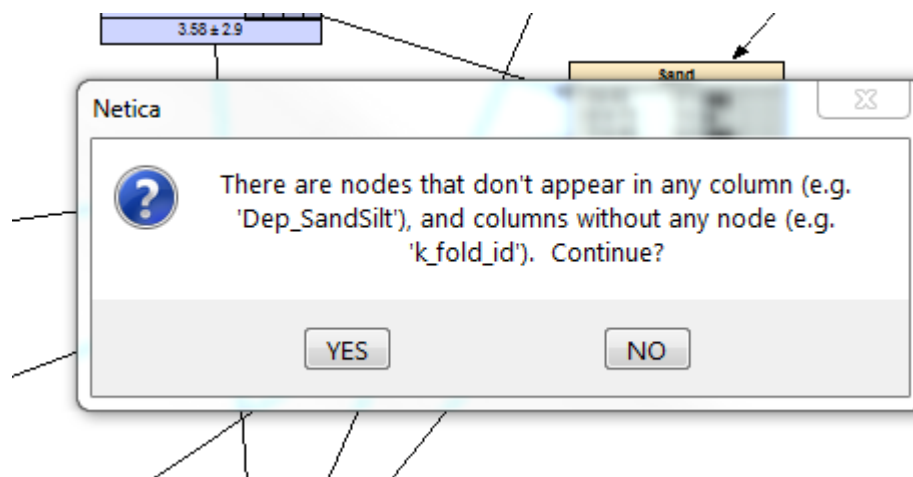 3.58 ± 2.9
Sand
Netica
There are nodes that don't appear in any column (e.g.
'Dep_SandSilt'), and columns without any node (e.g.
'k_fold_id').  Continue?
YES
NO